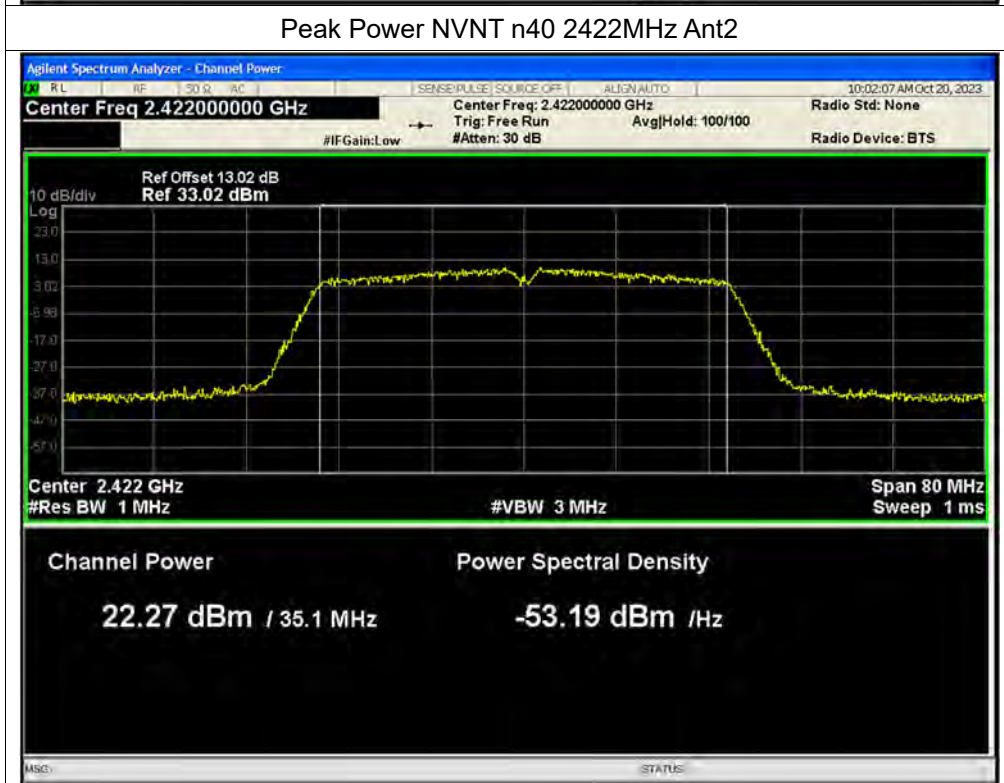 Peak Power NVNT n40 2422MHz Ant2
Agilent Spectrum Analyzer - Channel Power
RL RF 50 Ω AC SENSE:PULSE SOURCE OFF ALIGN AUTO 10:02:07 AM Oct 20, 2023
Center Freq 2.422000000 GHz Center Freq: 2.422000000 GHz Radio Std: None
Trig: Free Run Avg|Hold: 100/100
#IFGain:Low #Atten: 30 dB Radio Device: BTS
Ref Offset 13.02 dB
10 dB/div Ref 33.02 dBm
Log
23.0
13.0
3.02
-6.98
-17.0
-27.0
-37.0
-47.0
-57.0
Center 2.422 GHz Span 80 MHz
#Res BW 1 MHz #VBW 3 MHz Sweep 1 ms
Channel Power Power Spectral Density
22.27 dBm / 35.1 MHz -53.19 dBm /Hz
MSG STATUS